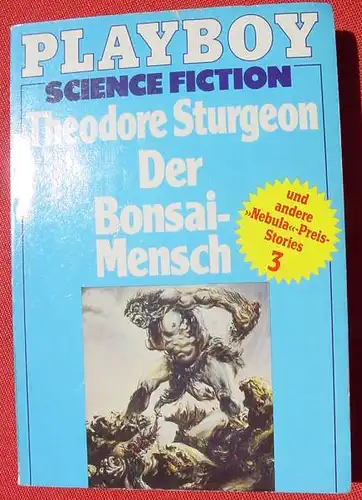 PLAYBOY
SCIENCE FICTION
Theodore Sturgeon
Der
Bonsai-
Mensch
und
andere
»Nebula«-Preis-
Stories
3